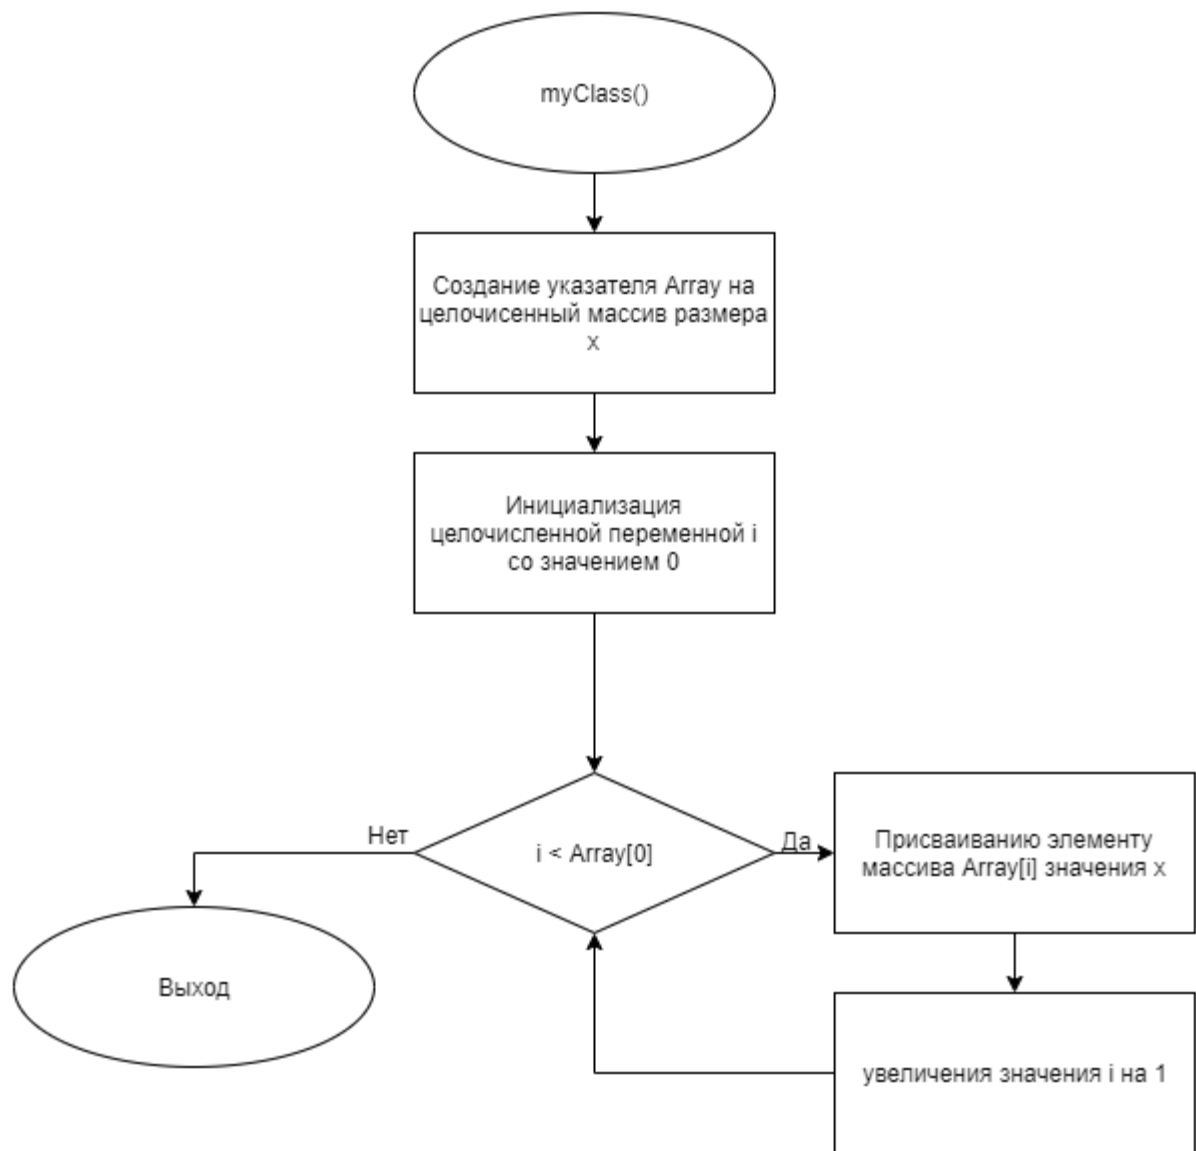 myClass()
Создание указателя Array на
целочисенный массив размера
x
Инициализация
целочисленной переменной i
со значением 0
Нет
i < Array[0]
Да
Присваиванию элементу
массива Array[i] значения x
Выход
увеличения значения i на 1